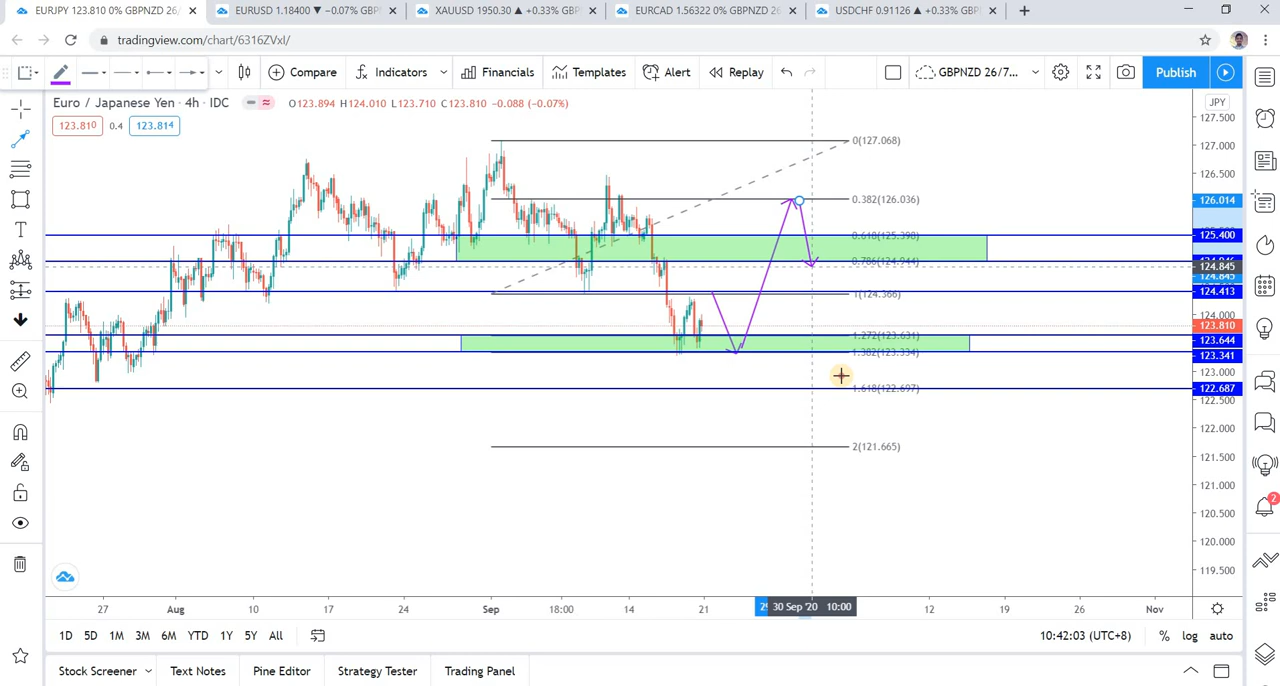 EURJPY 123.810 0% GBPNZD 26/
EURUSD 1.18400 ▼ −0.07% GBP
XAUUSD 1950.30 ▲ +0.33% GBP
EURCAD 1.56322 GBPNZD 26
USDCHF 0.91126 ▲ +0.33% GBP
tradingview.com/chart/6316ZVxI/
Compare
Indicators
Financials
Templates
Alert
Replay
GBPNZD 26/7...
Publish
Euro / Japanese Yen · 4h · IDC
O123.894 H124.010 L123.710 C123.810 −0.088 (−0.07%)
JPY
123.810 0.4 123.814
127.500
127.000
126.500
126.014
125.400
124.845
124.413
124.000
123.810
123.644
123.341
123.000
122.687
122.500
122.000
121.500
121.000
120.500
120.000
119.500
0(127.068)
0.382(126.036)
0.618(125.398)
0.786(124.944)
1(124.366)
1.272(123.631)
1.382(123.334)
1.618(122.697)
2(121.665)
27 Aug 10 17 24 Sep 18:00 14 21 30 Sep '20 10:00 12 19 26 Nov
1D 5D 1M 3M 6M YTD 1Y 5Y All
10:42:03 (UTC+8) % log auto
Stock Screener Text Notes Pine Editor Strategy Tester Trading Panel
2